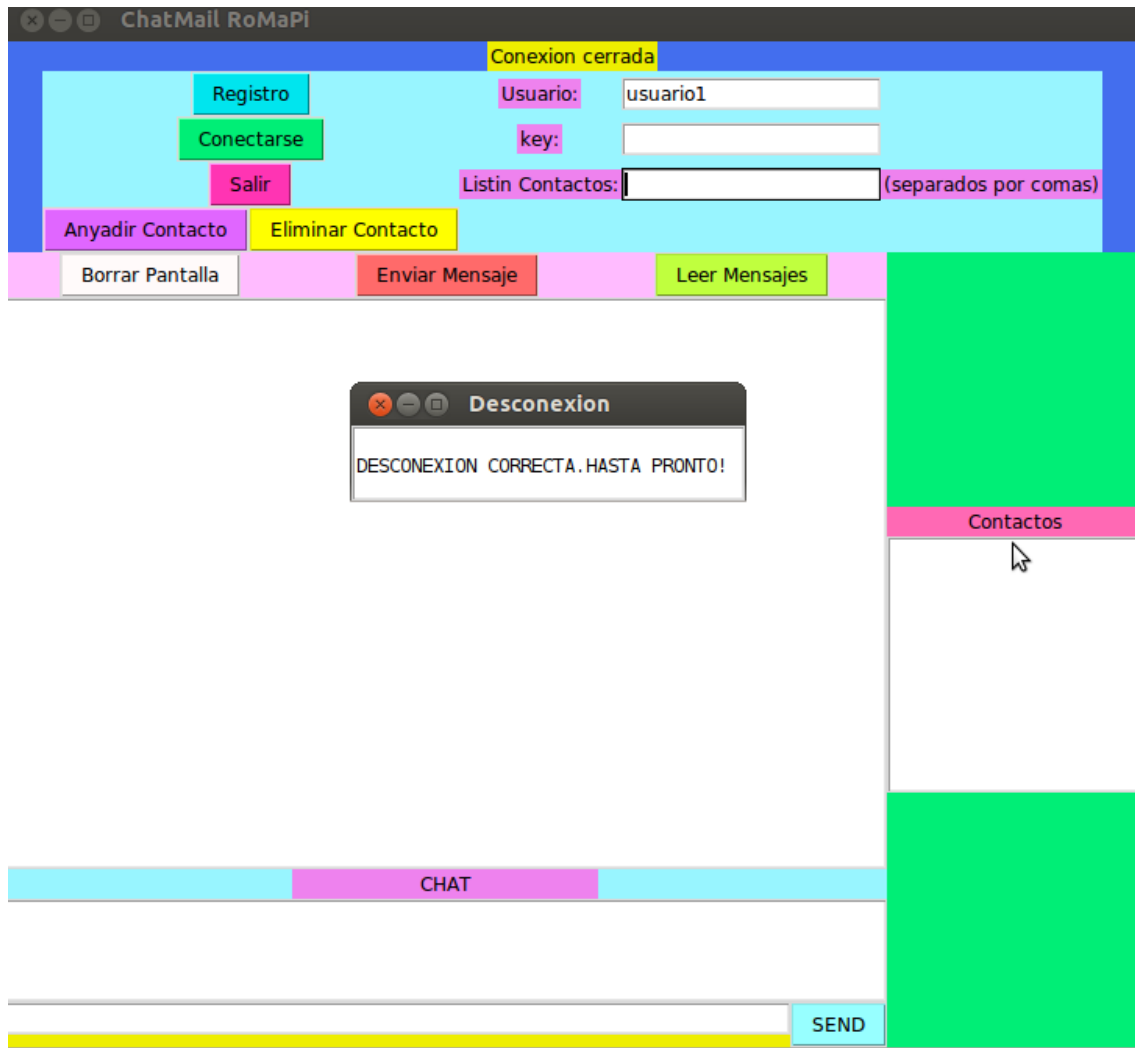 ChatMail RoMaPi
Conexion cerrada
Registro
Usuario: usuario1
Conectarse
key:
Salir
Listin Contactos: (separados por comas)
Anyadir Contacto Eliminar Contacto
Borrar Pantalla Enviar Mensaje Leer Mensajes
Desconexion
DESCONEXION CORRECTA.HASTA PRONTO!
Contactos
CHAT
SEND